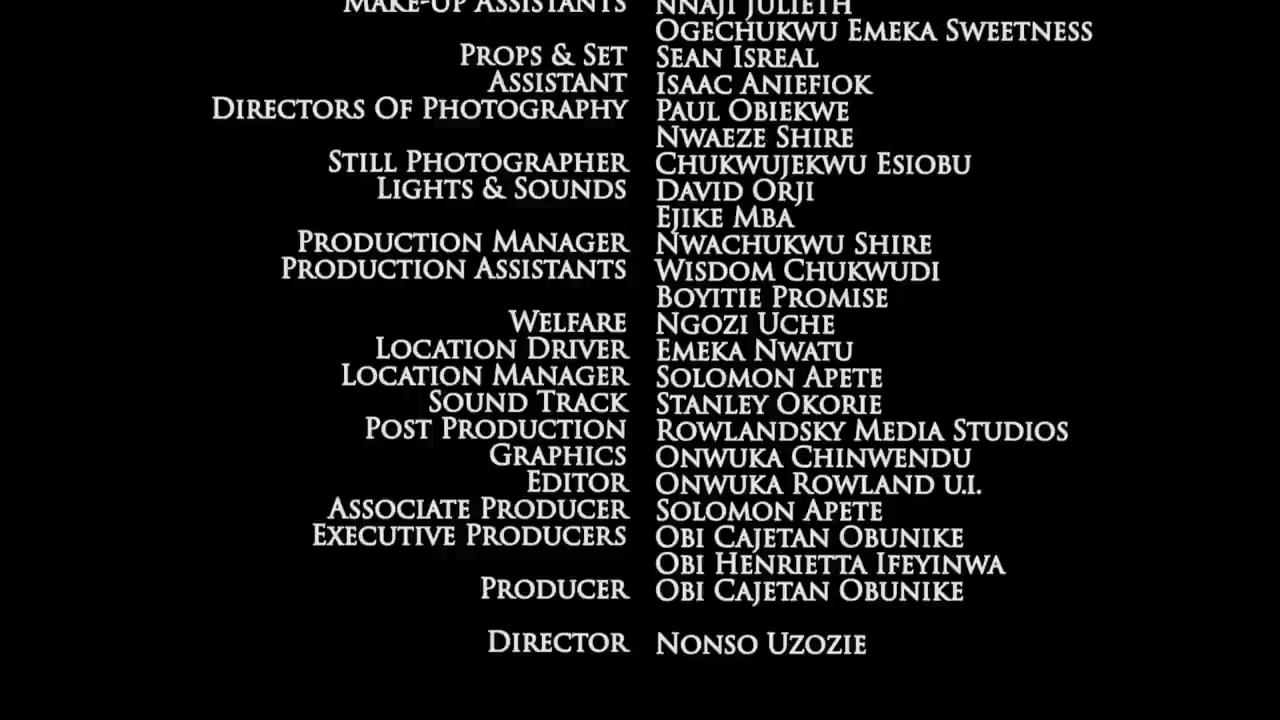 MAKE-UP ASSISTANTS NNAJI JULIETH
OGECHUKWU EMEKA SWEETNESS
PROPS & SET SEAN ISREAL
ASSISTANT ISAAC ANIEFIOK
DIRECTORS OF PHOTOGRAPHY PAUL OBIEKWE
NWAEZE SHIRE
STILL PHOTOGRAPHER CHUKWUJEKWU ESIOBU
LIGHTS & SOUNDS DAVID ORJI
EJIKE MBA
PRODUCTION MANAGER NWACHUKWU SHIRE
PRODUCTION ASSISTANTS WISDOM CHUKWUDI
BOYITIE PROMISE
WELFARE NGOZI UCHE
LOCATION DRIVER EMEKA NWATU
LOCATION MANAGER SOLOMON APETE
SOUND TRACK STANLEY OKORIE
POST PRODUCTION ROWLANDSKY MEDIA STUDIOS
GRAPHICS ONWUKA CHINWENDU
EDITOR ONWUKA ROWLAND U.I.
ASSOCIATE PRODUCER SOLOMON APETE
EXECUTIVE PRODUCERS OBI CAJETAN OBUNIKE
OBI HENRIETTA IFEYINWA
PRODUCER OBI CAJETAN OBUNIKE
DIRECTOR NONSO UZOZIE